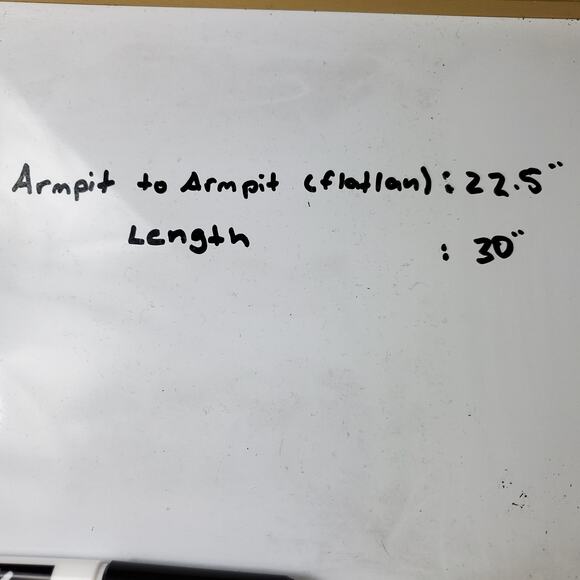 Armpit to Armpit (flatlan) : 22.5"
Length : 30"